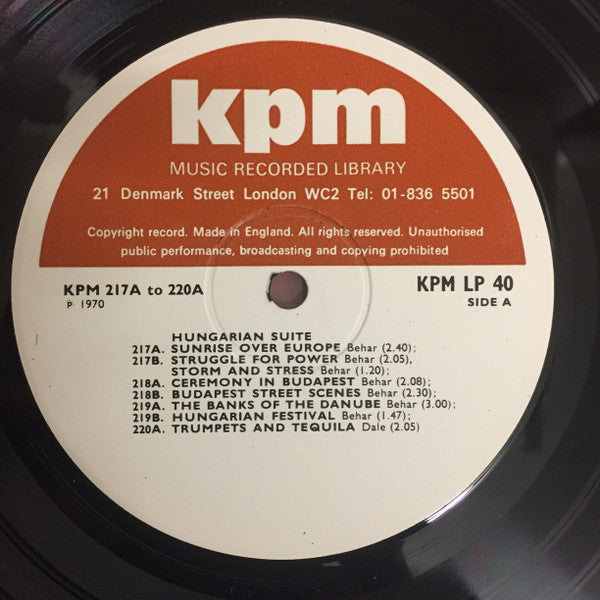 kpm
MUSIC RECORDED LIBRARY
21 Denmark Street London WC2 Tel: 01-836 5501
Copyright record. Made in England. All rights reserved. Unauthorised
public performance, broadcasting and copying prohibited
KPM 217A to 220A
KPM LP 40
P 1970
SIDE A
HUNGARIAN SUITE
217A. SUNRISE OVER EUROPE Behar (2.40);
217B. STRUGGLE FOR POWER Behar (2.05),
STORM AND STRESS Behar (1.20);
218A. CEREMONY IN BUDAPEST Behar (2.08);
218B. BUDAPEST STREET SCENES Behar (2.30);
219A. THE BANKS OF THE DANUBE Behar (3.00);
219B. HUNGARIAN FESTIVAL Behar (1.47);
220A. TRUMPETS AND TEQUILA Dale (2.05)